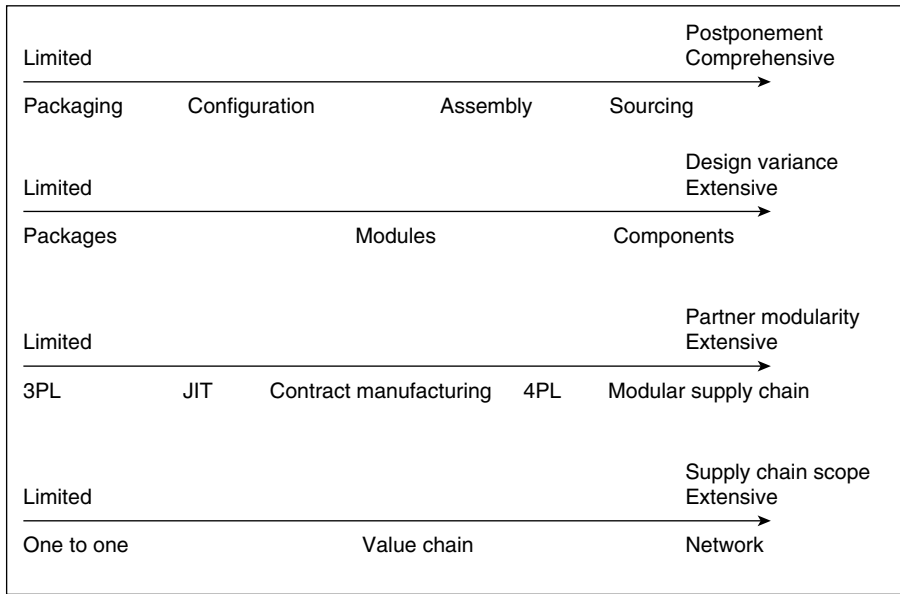 Postponement
Limited Comprehensive
Packaging Configuration Assembly Sourcing
Design variance
Limited Extensive
Packages Modules Components
Partner modularity
Limited Extensive
3PL JIT Contract manufacturing 4PL Modular supply chain
Supply chain scope
Limited Extensive
One to one Value chain Network